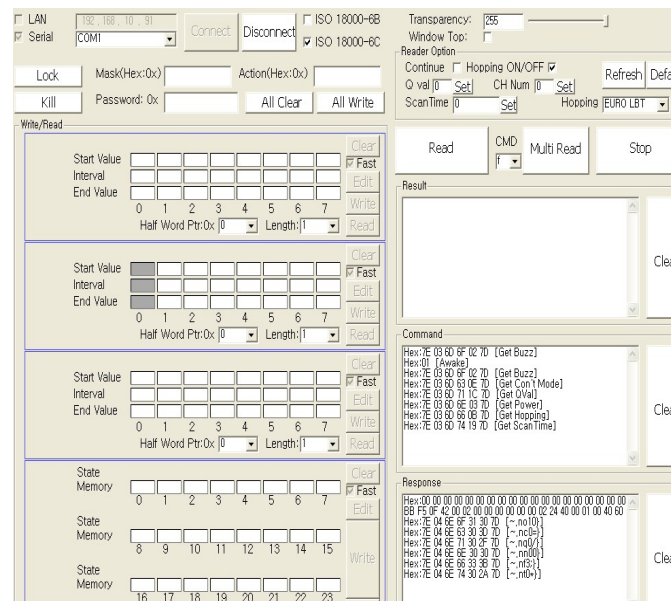 LAN
192 , 168 , 10 , 91
Serial
COM1
Connect
Disconnect
ISO 18000-6B
ISO 18000-6C
Lock
Mask(Hex:0x)
Action(Hex:0x)
Kill
Password: 0x
All Clear
All Write
Write/Read
Clear
Start Value
Fast
Interval
Edit
End Value
Write
0 1 2 3 4 5 6 7
Half Word Ptr:0x 0
Length: 1
Read
Clear
Start Value
Fast
Interval
Edit
End Value
Write
0 1 2 3 4 5 6 7
Half Word Ptr:0x 0
Length: 1
Read
Clear
Start Value
Fast
Interval
Edit
End Value
Write
0 1 2 3 4 5 6 7
Half Word Ptr:0x 0
Length: 1
Read
State
Clear
Memory
Fast
0 1 2 3 4 5 6 7
Edit
State
Memory
8 9 10 11 12 13 14 15
Write
State
Memory
16 17 18 19 20 21 22 23
Transparency: 255
Window Top:
Reader Option
Continue
Hopping ON/OFF
Refresh
Defa
Q val 0 Set
CH Num 0 Set
ScanTime 0 Set
Hopping EURO LBT
Read
CMD
f
Multi Read
Stop
Result
Clea
Command
Hex:7E 03 6D 6F 02 7D [Get Buzz]
Hex:01 [Awake]
Hex:7E 03 6D 6F 02 7D [Get Buzz]
Hex:7E 03 6D 63 0E 7D [Get Con't Mode]
Hex:7E 03 6D 71 1C 7D [Get QVal]
Hex:7E 03 6D 6E 03 7D [Get Power]
Hex:7E 03 6D 66 0B 7D [Get Hopping]
Hex:7E 03 6D 74 19 7D [Get ScanTime]
Clea
Response
Hex:00 00 00 00 00 00 00 00 00 00 00 00 00 00 00 00 00 00 00
BB F5 0F 42 00 02 00 00 00 00 00 00 02 24 40 00 01 00 40 60
Hex:7E 04 6E 6F 31 30 7D [~,no10}]
Hex:7E 04 6E 63 30 3D 7D [~,nc0=}]
Hex:7E 04 6E 71 30 2F 7D [~,nq0/}]
Hex:7E 04 6E 6E 30 30 7D [~,nn00}]
Hex:7E 04 6E 66 33 3B 7D [~,nf3;}]
Hex:7E 04 6E 74 30 2A 7D [~,nt0*}]
Clea